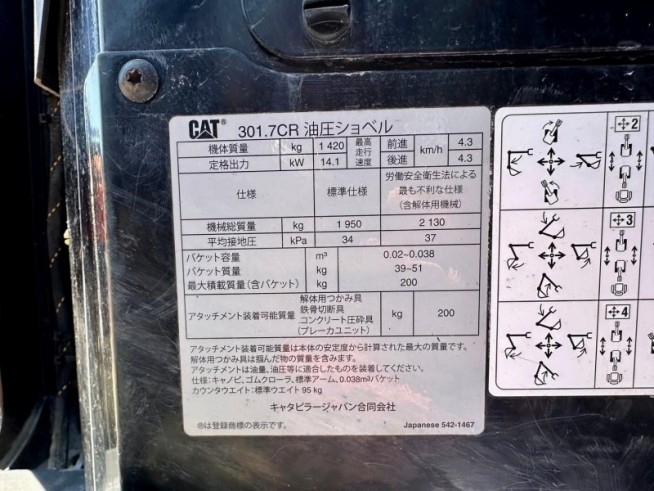 CAT® 301.7CR 油圧ショベル
機体質量 kg 1 420 最高走行速度 前進 km/h 4.3
定格出力 kW 14.1 後進 4.3
仕様 標準仕様 労働安全衛生法による
最も不利な仕様
(含解体用機械)
機械総質量 kg 1 950 2 130
平均接地圧 kPa 34 37
バケット容量 m³ 0.02~0.038
バケット質量 kg 39~51
最大積載質量(含バケット) kg 200
アタッチメント装着可能質量 解体用つかみ具
鉄骨切断具
コンクリート圧砕具
(ブレーカユニット) kg 200
アタッチメント装着可能質量は本体の安定度から計算された最大の質量です。
解体用つかみ具は掴んだ物の質量を含みます。
アタッチメントは油量、油圧等に適合したものを装着してください。
仕様:キャノピ、ゴムクローラ、標準アーム、0.038m³バケット
カウンタウエイト:標準ウエイト 95 kg
キャタピラージャパン合同会社
®は登録商標の表示です。 Japanese 542-1467
2
3
4